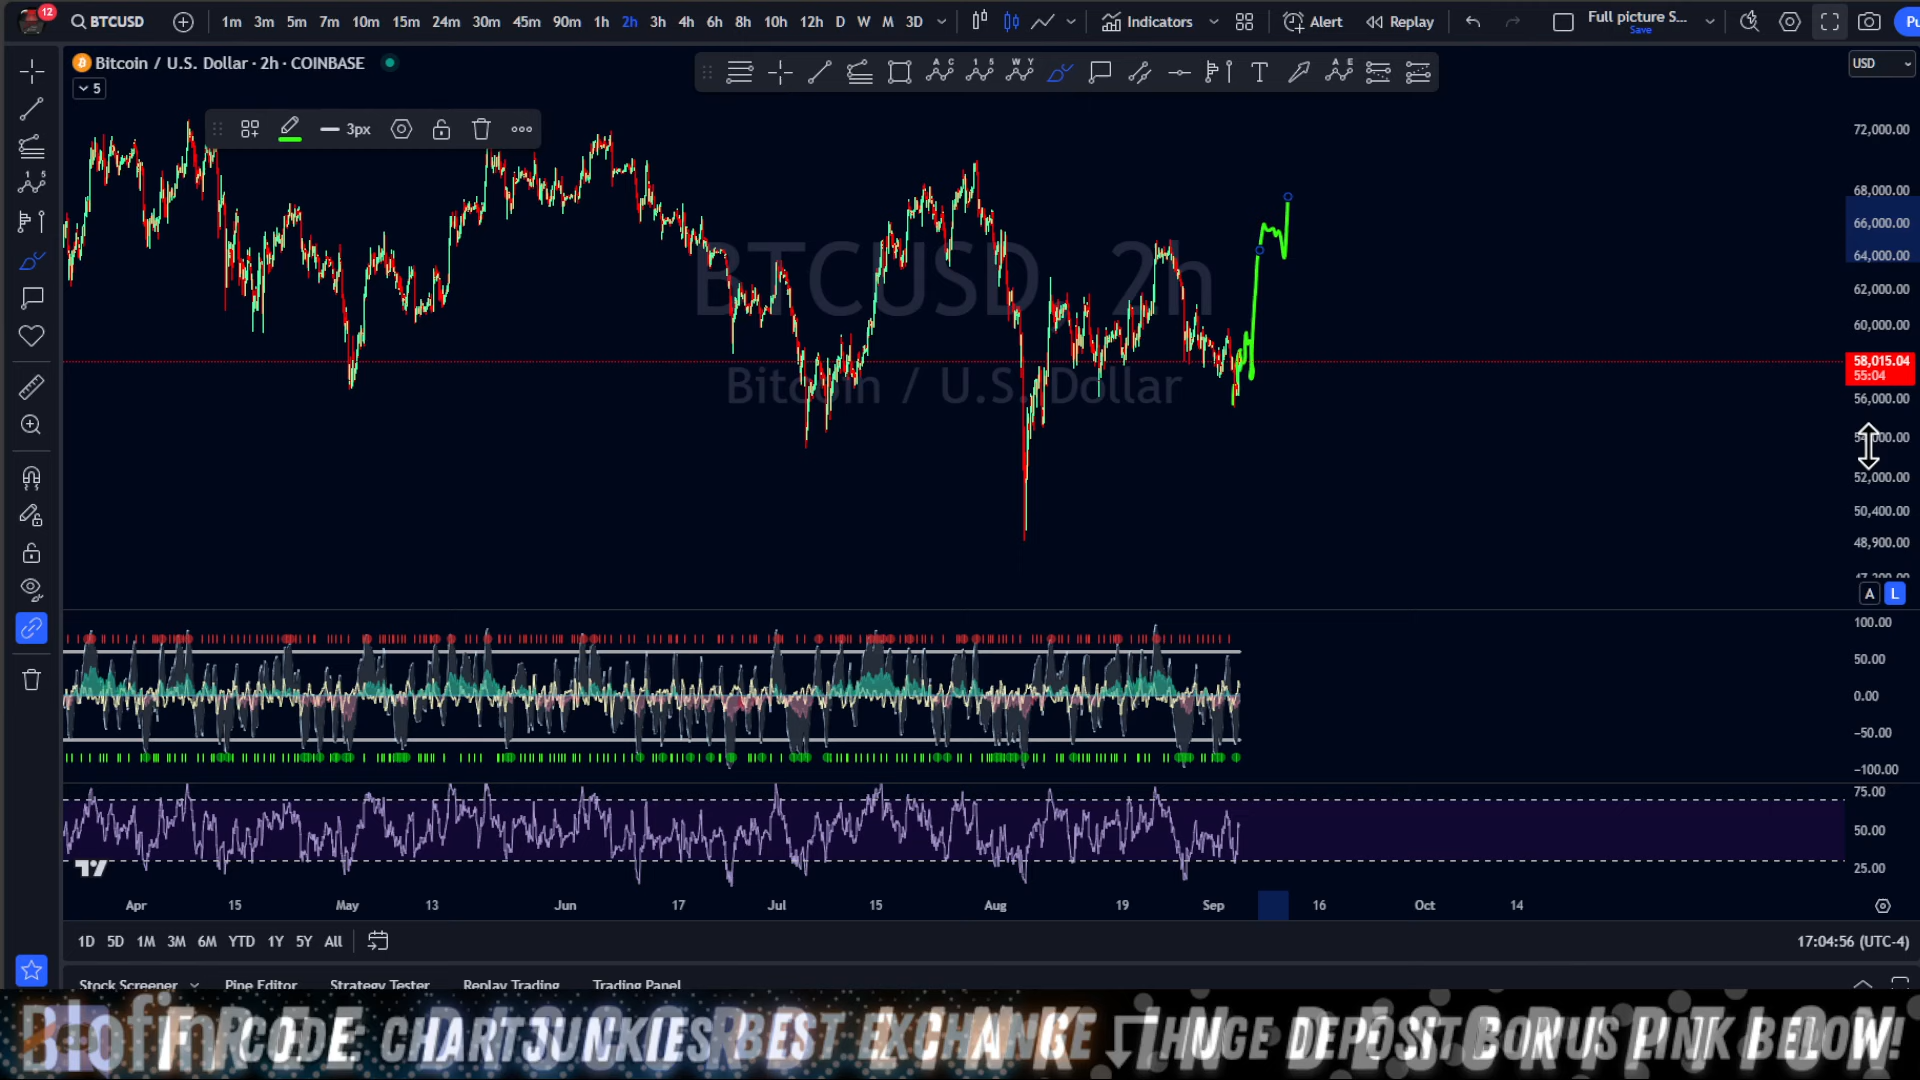 12 BTCUSD 1m 3m 5m 7m 10m 15m 24m 30m 45m 90m 1h 2h 3h 4h 6h 8h 10h 12h D W M 3D Indicators Alert Replay Full picture S... Save
Bitcoin / U.S. Dollar · 2h · COINBASE
USD
5
3px
72,000.00
68,000.00
66,000.00
64,000.00
62,000.00
60,000.00
58,015.04
55:04
56,000.00
52,000.00
50,400.00
48,900.00
BTCUSD, 2h
Bitcoin / U.S. Dollar
A L
100.00
50.00
0.00
−50.00
−100.00
75.00
50.00
25.00
Apr 15 May 13 Jun 17 Jul 15 Aug 19 Sep 16 Oct 14
1D 5D 1M 3M 6M YTD 1Y 5Y All
17:04:56 (UTC-4)
Stock Screener Pine Editor Strategy Tester Replay Trading Trading Panel
CODE: CHARTJUNKIES BEST